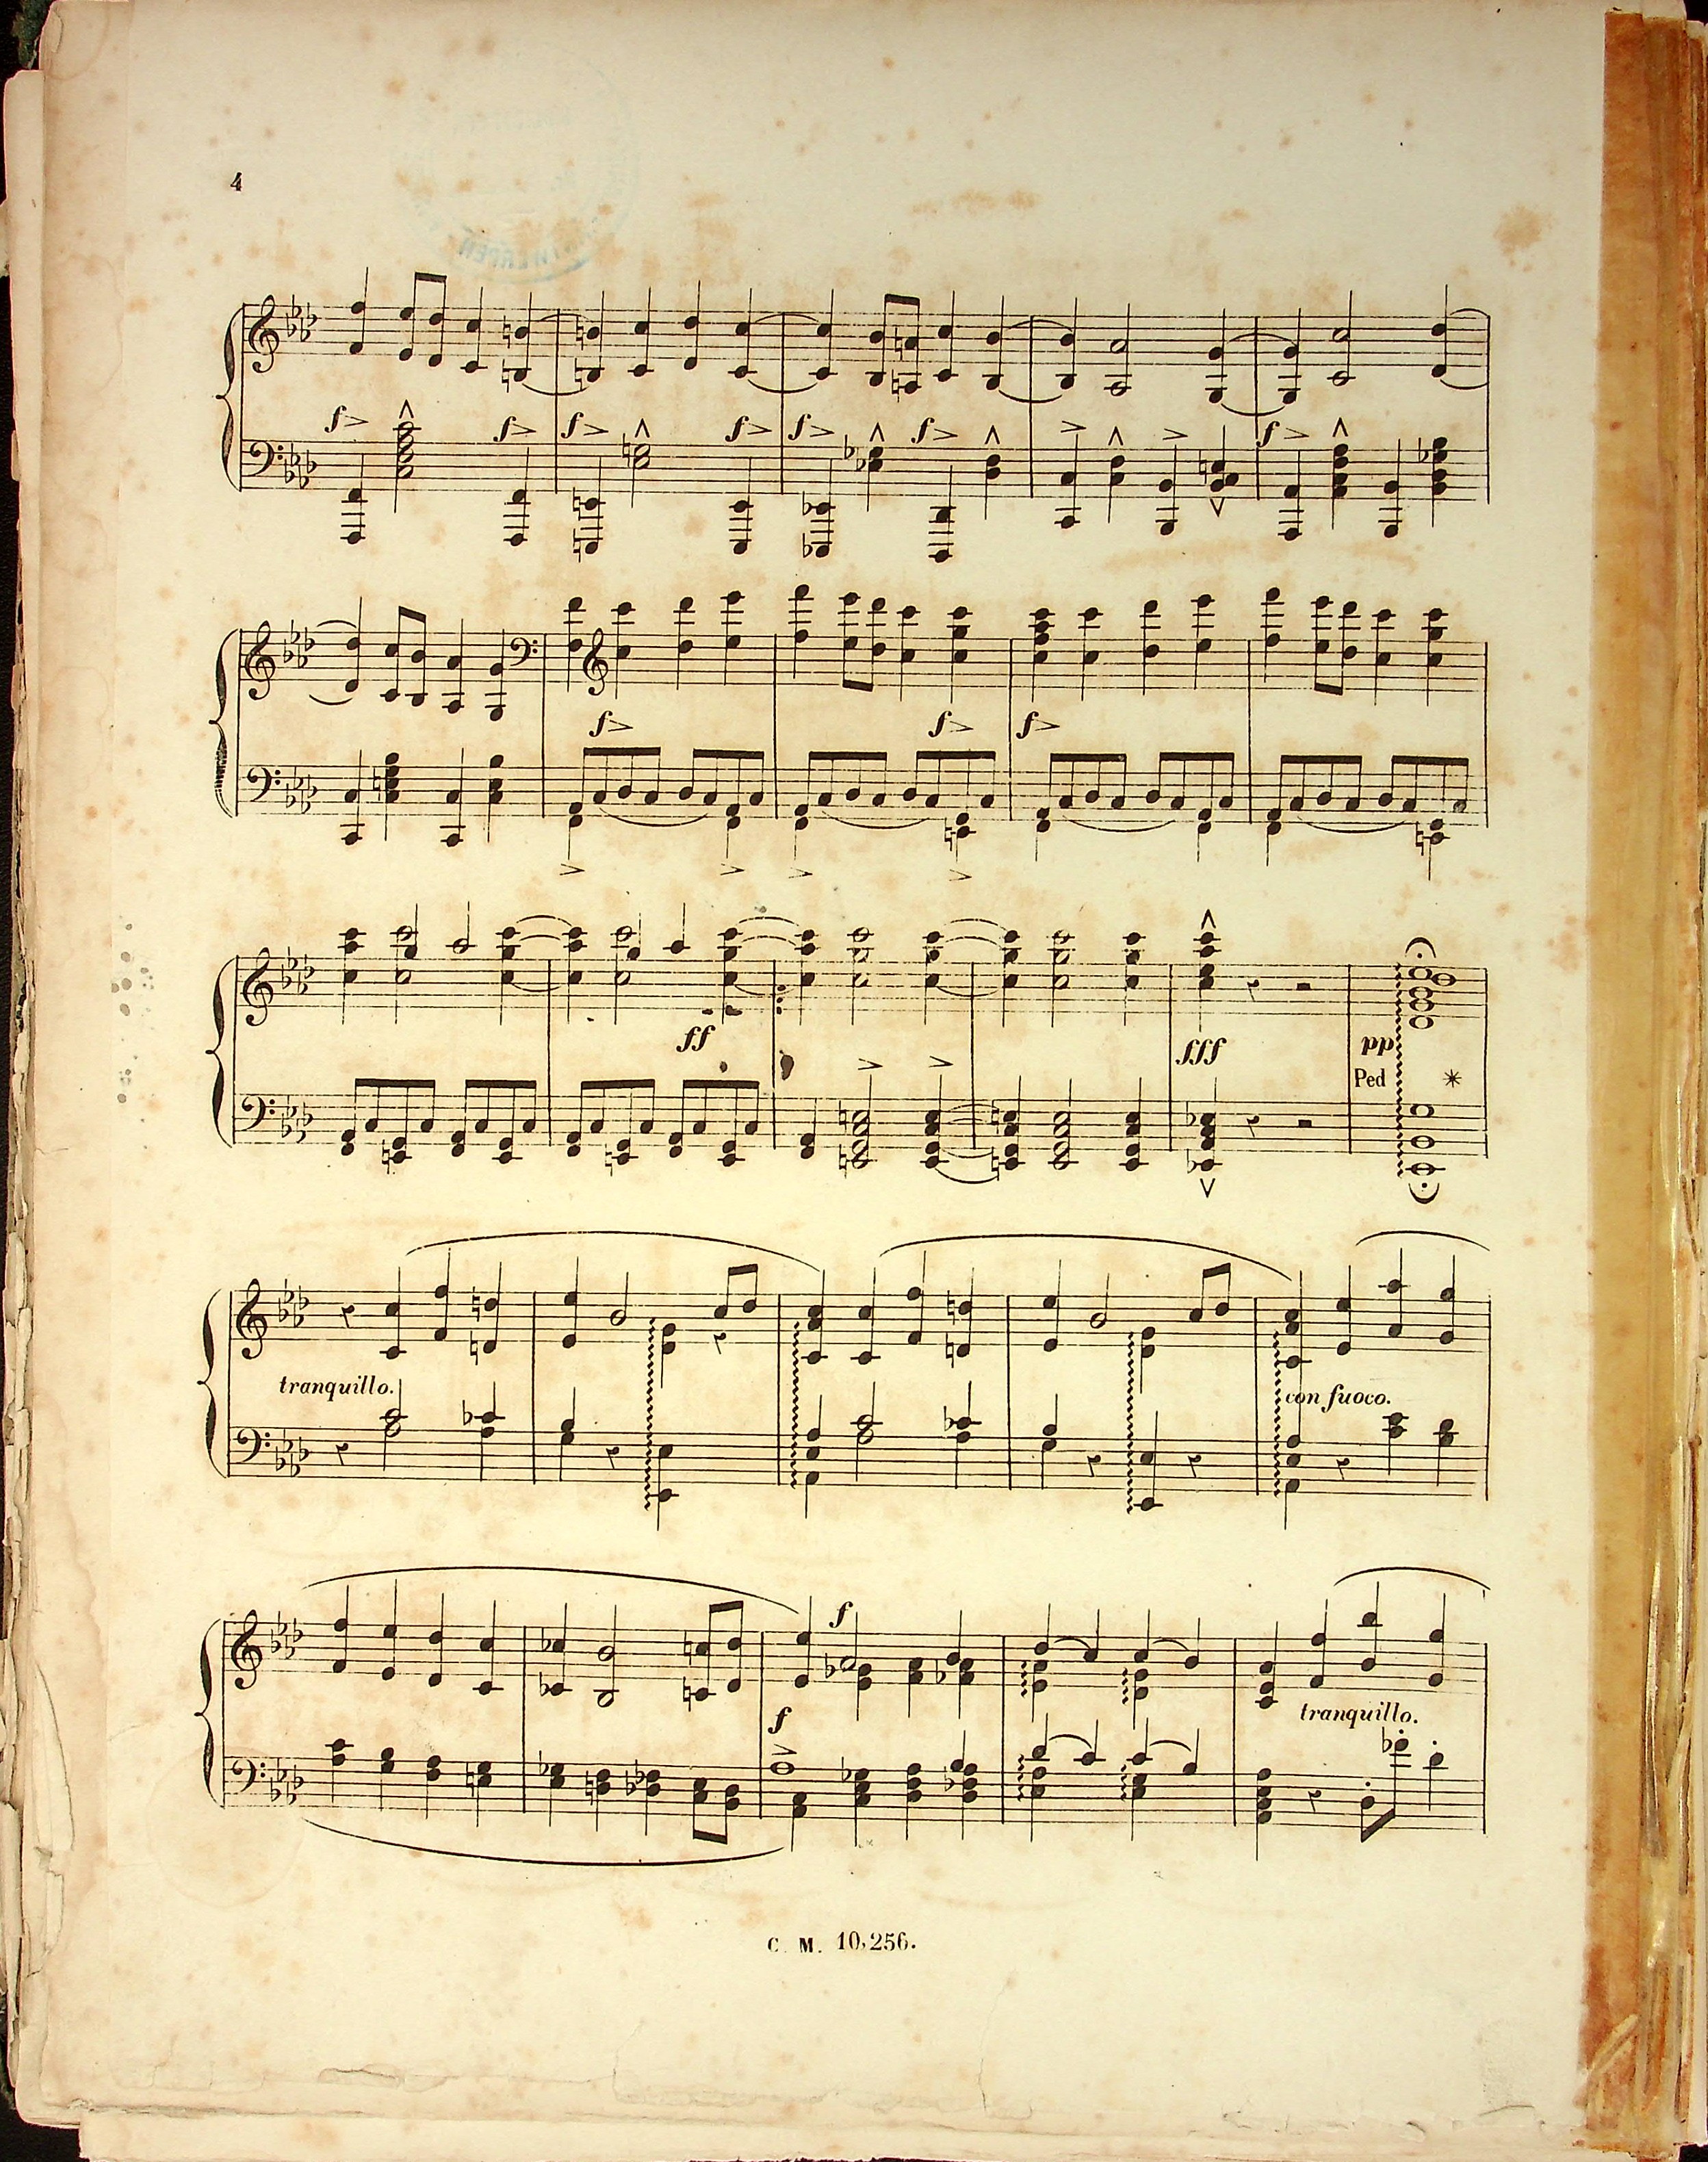 4
f f f f f f f
f f f
ff fff pp
Ped
tranquillo. con fuoco.
f
f
tranquillo.
C. M. 10,256.